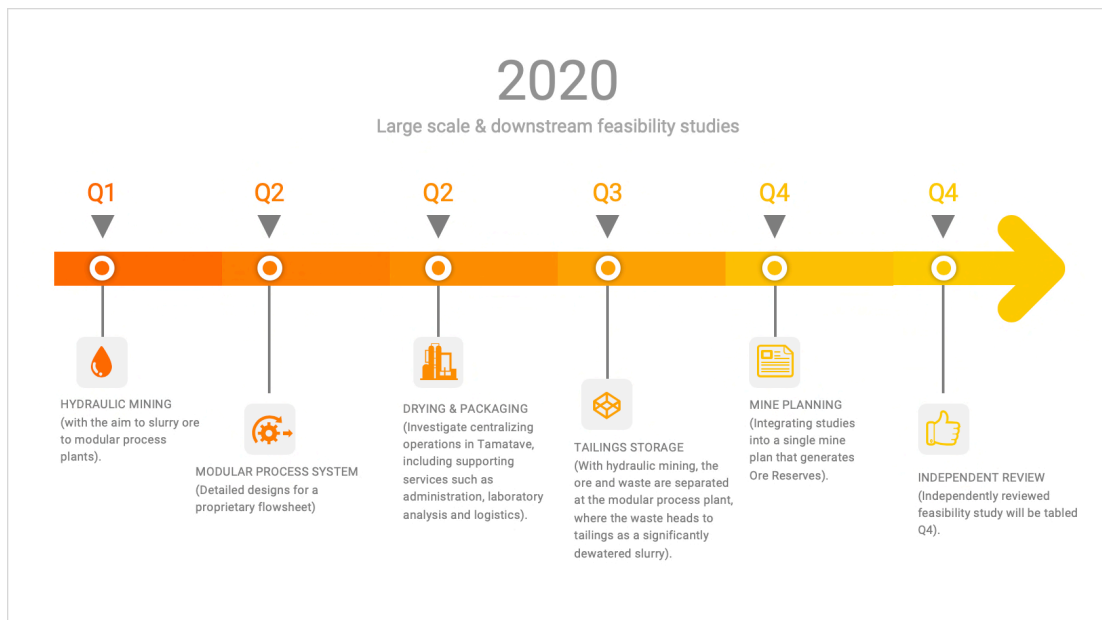 2020
Large scale & downstream feasibility studies
Q1
Q2
Q2
Q3
Q4
Q4
HYDRAULIC MINING
(with the aim to slurry ore
to modular process
plants).
MODULAR PROCESS SYSTEM
(Detailed designs for a
proprietary flowsheet)
DRYING & PACKAGING
(Investigate centralizing
operations in Tamatave,
including supporting
services such as
administration, laboratory
analysis and logistics).
TAILINGS STORAGE
(With hydraulic mining, the
ore and waste are separated
at the modular process plant,
where the waste heads to
tailings as a significantly
dewatered slurry).
MINE PLANNING
(Integrating studies
into a single mine
plan that generates
Ore Reserves).
INDEPENDENT REVIEW
(Independently reviewed
feasibility study will be tabled
Q4).